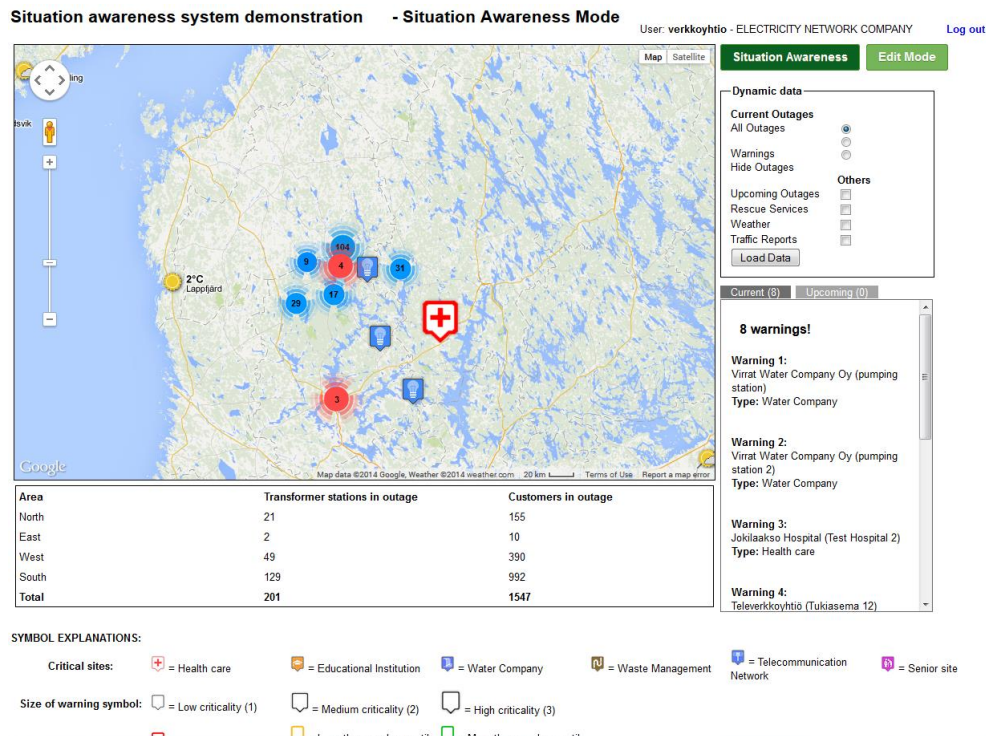 Situation awareness system demonstration - Situation Awareness Mode
User: verkkoyhtio - ELECTRICITY NETWORK COMPANY Log out
Map Satellite
ling
lsvik
104
9
4
31
17
29
3
2°C
Lappfjärd
Google
Map data ©2014 Google, Weather ©2014 weather.com 20 km Terms of Use Report a map error
Situation Awareness Edit Mode
Dynamic data
Current Outages
All Outages
Warnings
Hide Outages
Others
Upcoming Outages
Rescue Services
Weather
Traffic Reports
Load Data
Current (8) Upcoming (0)
8 warnings!
Warning 1:
Virrat Water Company Oy (pumping
station)
Type: Water Company
Warning 2:
Virrat Water Company Oy (pumping
station 2)
Type: Water Company
Warning 3:
Jokilaakso Hospital (Test Hospital 2)
Type: Health care
Warning 4:
Televerkkoyhtiö (Tukiasema 12)
Area Transformer stations in outage Customers in outage
North 21 155
East 2 10
West 49 390
South 129 992
Total 201 1547
SYMBOL EXPLANATIONS:
Critical sites: = Health care = Educational Institution = Water Company = Waste Management = Telecommunication
Network = Senior site
Size of warning symbol: = Low criticality (1) = Medium criticality (2) = High criticality (3)